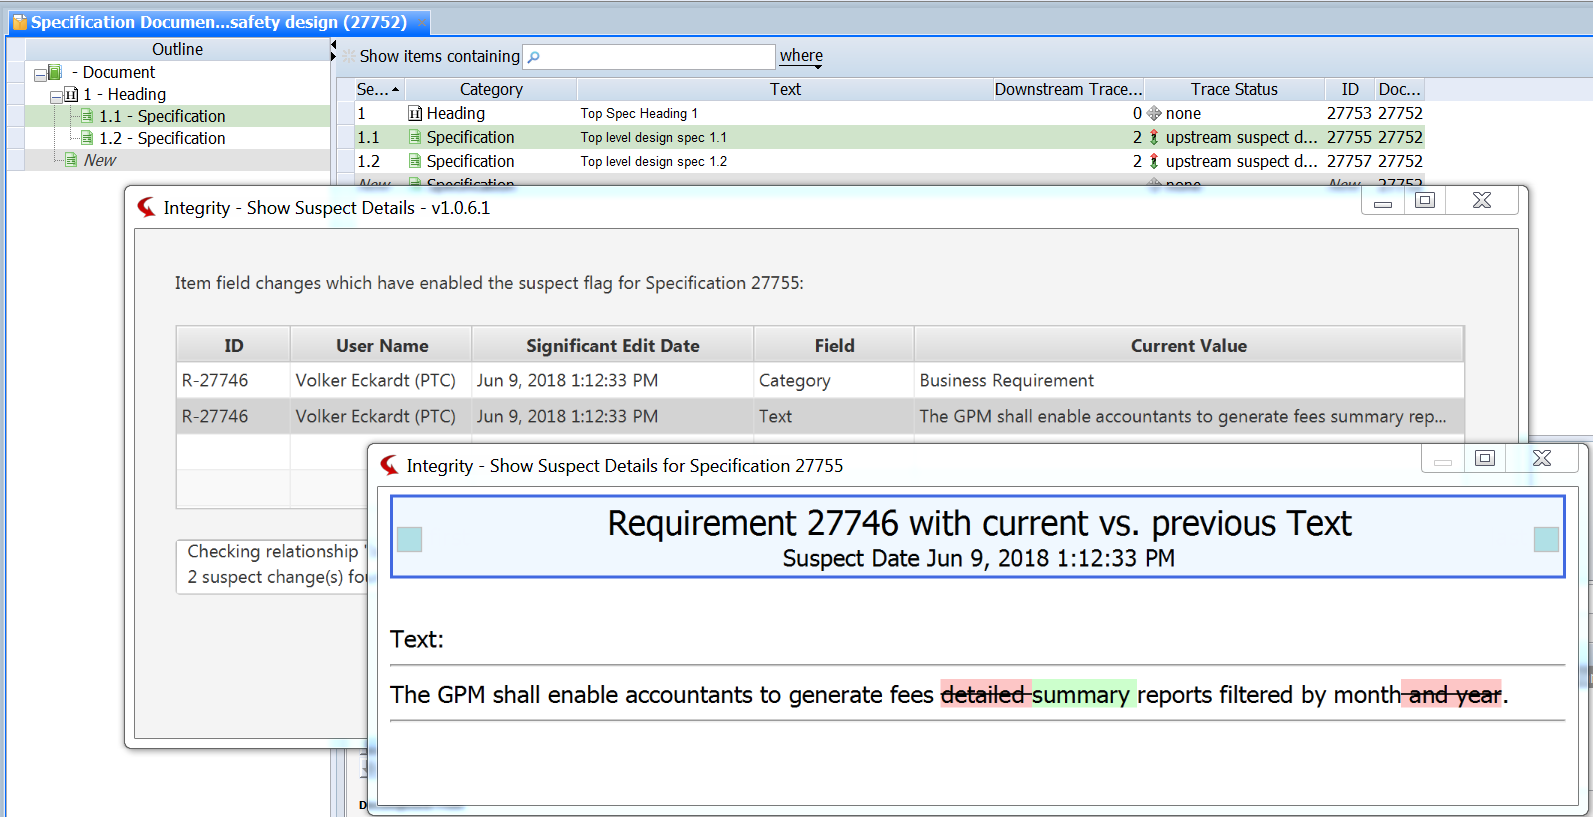 Specification Documen...safety design (27752)
Outline
- Document
1 - Heading
1.1 - Specification
1.2 - Specification
New
Show items containing where
Se... Category Text Downstream Trace... Trace Status ID Doc...
1 Heading Top Spec Heading 1 0 none 27753 27752
1.1 Specification Top level design spec 1.1 2 upstream suspect d... 27755 27752
1.2 Specification Top level design spec 1.2 2 upstream suspect d... 27757 27752
New Specification none New 27752
Integrity - Show Suspect Details - v1.0.6.1
Item field changes which have enabled the suspect flag for Specification 27755:
ID User Name Significant Edit Date Field Current Value
R-27746 Volker Eckardt (PTC) Jun 9, 2018 1:12:33 PM Category Business Requirement
R-27746 Volker Eckardt (PTC) Jun 9, 2018 1:12:33 PM Text The GPM shall enable accountants to generate fees summary rep...
Checking relationship '
2 suspect change(s) fo
Integrity - Show Suspect Details for Specification 27755
Requirement 27746 with current vs. previous Text
Suspect Date Jun 9, 2018 1:12:33 PM
Text:
The GPM shall enable accountants to generate fees detailed summary reports filtered by month and year.